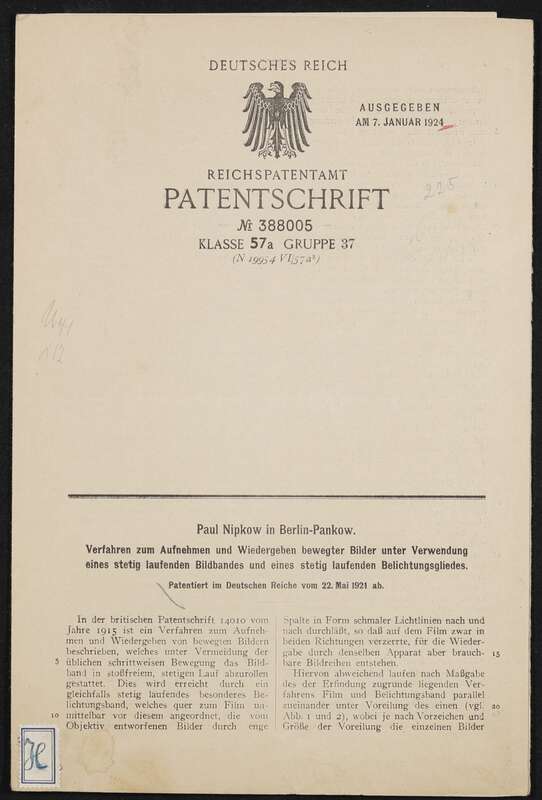 DEUTSCHES REICH
AUSGEGEBEN
AM 7. JANUAR 1924
REICHSPATENTAMT
PATENTSCHRIFT
№ 388005
KLASSE 57a GRUPPE 37
(N 19954 VI/57a²)
225
Paul Nipkow in Berlin-Pankow.
Verfahren zum Aufnehmen und Wiedergeben bewegter Bilder unter Verwendung
eines stetig laufenden Bildbandes und eines stetig laufenden Belichtungsgliedes.
Patentiert im Deutschen Reiche vom 22. Mai 1921 ab.
In der britischen Patentschrift 14010 vom
Jahre 1915 ist ein Verfahren zum Aufneh-
men und Wiedergeben von bewegten Bildern
beschrieben, welches unter Vermeidung der
5 üblichen schrittweisen Bewegung das Bild-
band in stoßfreiem, stetigen Lauf abzurollen
gestattet. Dies wird erreicht durch ein
gleichfalls stetig laufendes besonderes Be-
lichtungsband, welches quer zum Film un-
10 mittelbar vor diesem angeordnet, die vom
Objektiv entworfenen Bilder durch enge
Spalte in Form schmaler Lichtlinien nach und
nach durchläßt, so daß auf dem Film zwar in
beiden Richtungen verzerrte, für die Wieder-
gabe durch denselben Apparat aber brauch- 15
bare Bildreihen entstehen.
Hiervon abweichend laufen nach Maßgabe
des der Erfindung zugrunde liegenden Ver-
fahrens Film und Belichtungsband parallel
zueinander unter Voreilung des einen (vgl. 20
Abb. 1 und 2), wobei je nach Vorzeichen und
Größe der Voreilung die einzelnen Bilder